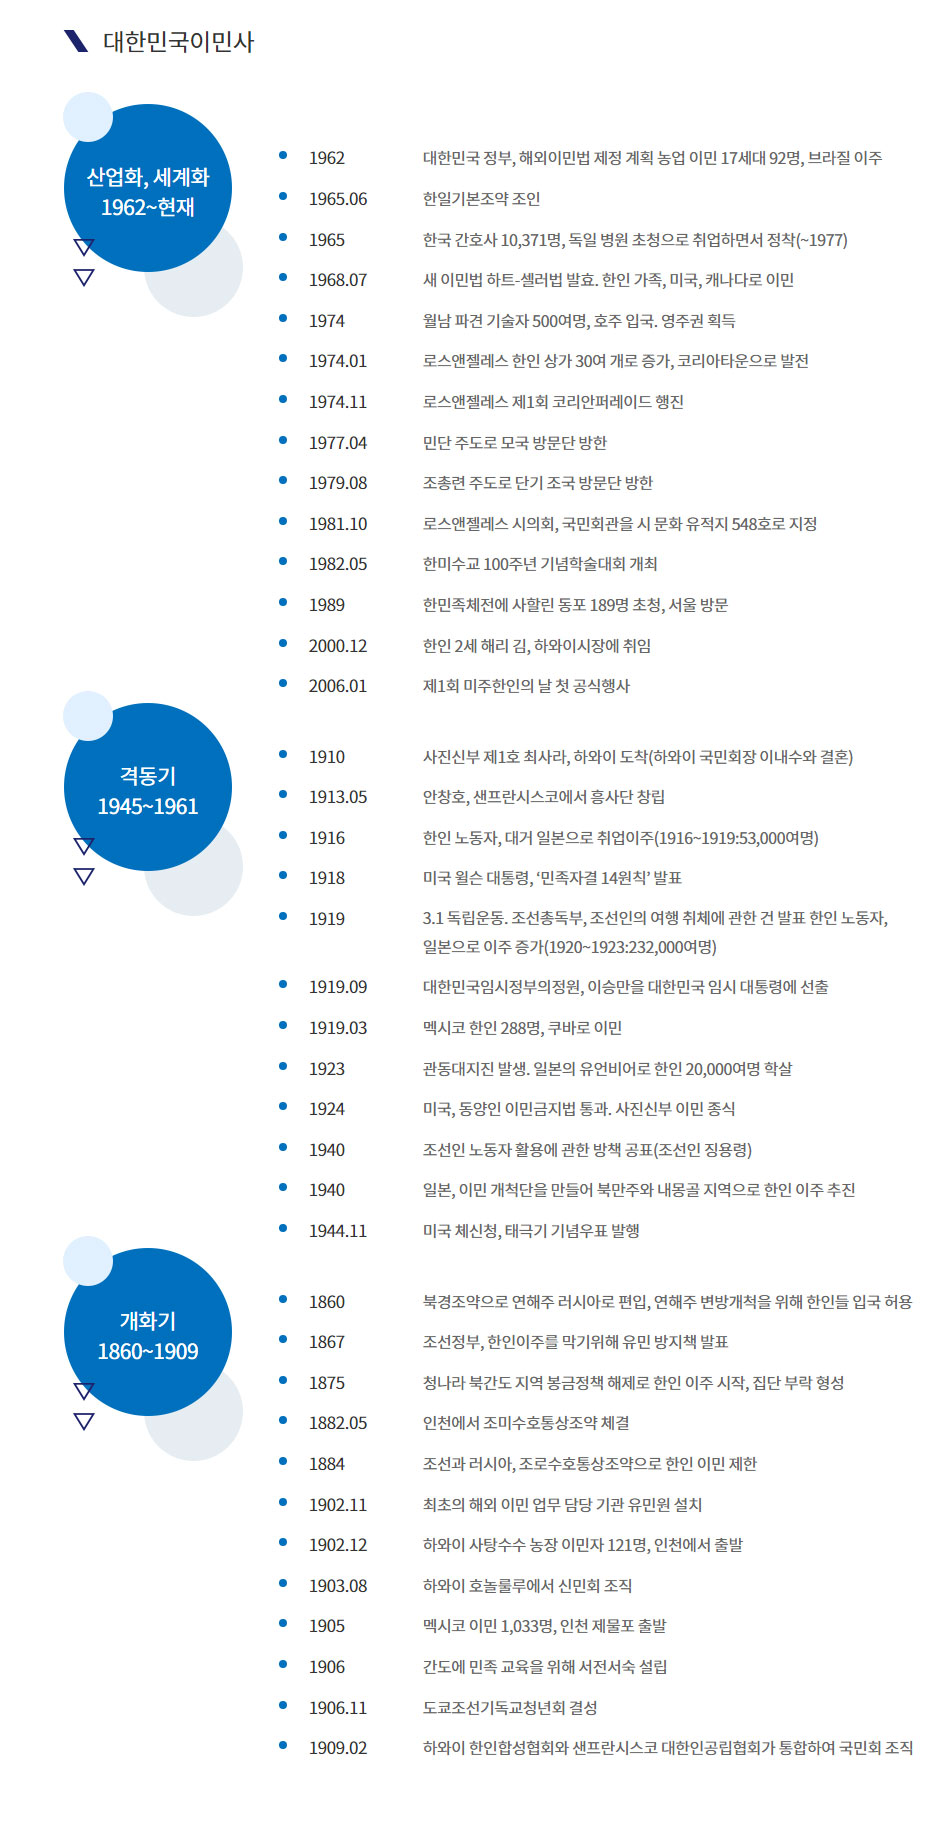 대한민국이민사
산업화, 세계화
1962~현재
1962 대한민국 정부, 해외이민법 제정 계획 농업 이민 17세대 92명, 브라질 이주
1965.06 한일기본조약 조인
1965 한국 간호사 10,371명, 독일 병원 초청으로 취업하면서 정착(~1977)
1968.07 새 이민법 하트-셀러법 발효. 한인 가족, 미국, 캐나다로 이민
1974 월남 파견 기술자 500여명, 호주 입국. 영주권 획득
1974.01 로스앤젤레스 한인 상가 30여 개로 증가, 코리아타운으로 발전
1974.11 로스앤젤레스 제1회 코리안퍼레이드 행진
1977.04 민단 주도로 모국 방문단 방한
1979.08 조총련 주도로 단기 조국 방문단 방한
1981.10 로스앤젤레스 시의회, 국민회관을 시 문화 유적지 548호로 지정
1982.05 한미수교 100주년 기념학술대회 개최
1989 한민족체전에 사할린 동포 189명 초청, 서울 방문
2000.12 한인 2세 해리 김, 하와이시장에 취임
2006.01 제1회 미주한인의 날 첫 공식행사
격동기
1945~1961
1910 사진신부 제1호 최사라, 하와이 도착(하와이 국민회장 이내수와 결혼)
1913.05 안창호, 샌프란시스코에서 흥사단 창립
1916 한인 노동자, 대거 일본으로 취업이주(1916~1919:53,000여명)
1918 미국 윌슨 대통령, ‘민족자결 14원칙’ 발표
1919 3.1 독립운동. 조선총독부, 조선인의 여행 취체에 관한 건 발표 한인 노동자,
일본으로 이주 증가(1920~1923:232,000여명)
1919.09 대한민국임시정부의정원, 이승만을 대한민국 임시 대통령에 선출
1919.03 멕시코 한인 288명, 쿠바로 이민
1923 관동대지진 발생. 일본의 유언비어로 한인 20,000여명 학살
1924 미국, 동양인 이민금지법 통과. 사진신부 이민 종식
1940 조선인 노동자 활용에 관한 방책 공표(조선인 징용령)
1940 일본, 이민 개척단을 만들어 북만주와 내몽골 지역으로 한인 이주 추진
1944.11 미국 체신청, 태극기 기념우표 발행
개화기
1860~1909
1860 북경조약으로 연해주 러시아로 편입, 연해주 변방개척을 위해 한인들 입국 허용
1867 조선정부, 한인이주를 막기위해 유민 방지책 발표
1875 청나라 북간도 지역 봉금정책 해제로 한인 이주 시작, 집단 부락 형성
1882.05 인천에서 조미수호통상조약 체결
1884 조선과 러시아, 조로수호통상조약으로 한인 이민 제한
1902.11 최초의 해외 이민 업무 담당 기관 유민원 설치
1902.12 하와이 사탕수수 농장 이민자 121명, 인천에서 출발
1903.08 하와이 호놀룰루에서 신민회 조직
1905 멕시코 이민 1,033명, 인천 제물포 출발
1906 간도에 민족 교육을 위해 서전서숙 설립
1906.11 도쿄조선기독교청년회 결성
1909.02 하와이 한인합성협회와 샌프란시스코 대한인공립협회가 통합하여 국민회 조직